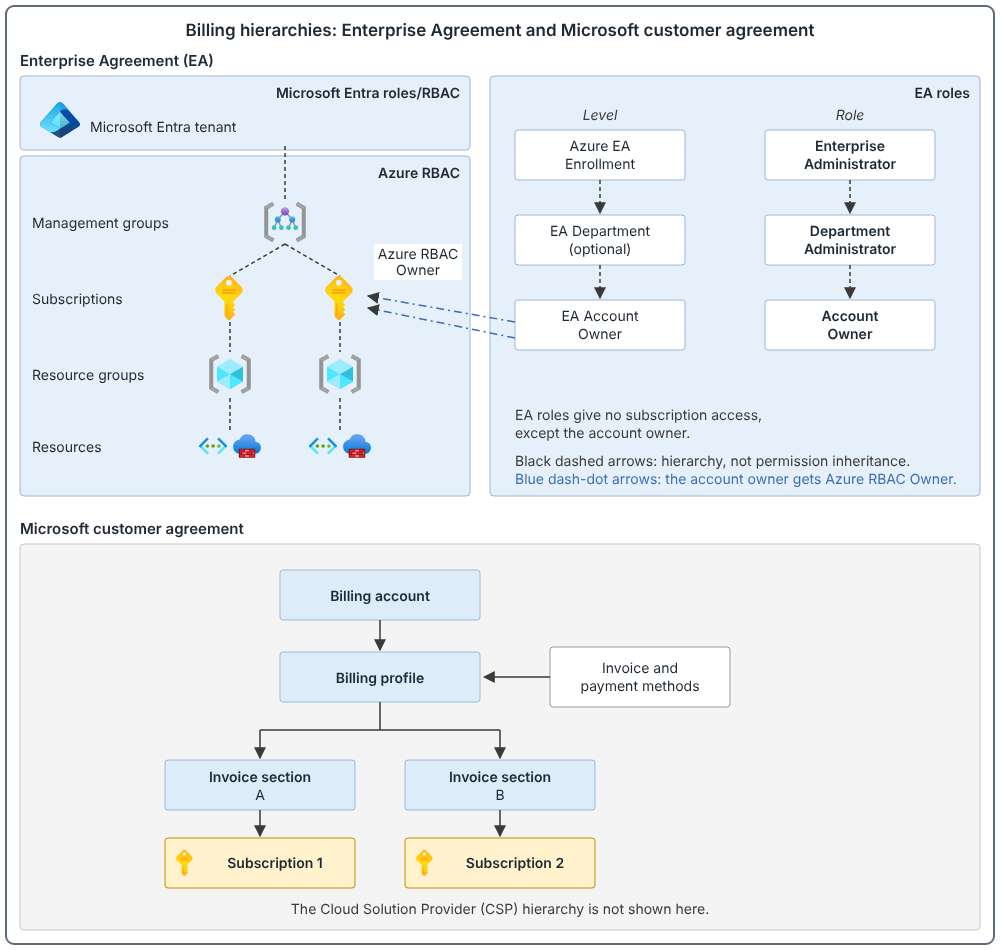 Billing hierarchies: Enterprise Agreement and Microsoft customer agreement
Enterprise Agreement (EA)
Microsoft Entra roles/RBAC
Microsoft Entra tenant
Azure RBAC
Management groups
Azure RBAC
Owner
Subscriptions
Resource groups
Resources
EA roles
Level
Role
Azure EA
Enrollment
Enterprise
Administrator
EA Department
(optional)
Department
Administrator
EA Account
Owner
Account
Owner
EA roles give no subscription access,
except the account owner.
Black dashed arrows: hierarchy, not permission inheritance.
Blue dash-dot arrows: the account owner gets Azure RBAC Owner.
Microsoft customer agreement
Billing account
Billing profile
Invoice and
payment methods
Invoice section
A
Invoice section
B
Subscription 1
Subscription 2
The Cloud Solution Provider (CSP) hierarchy is not shown here.